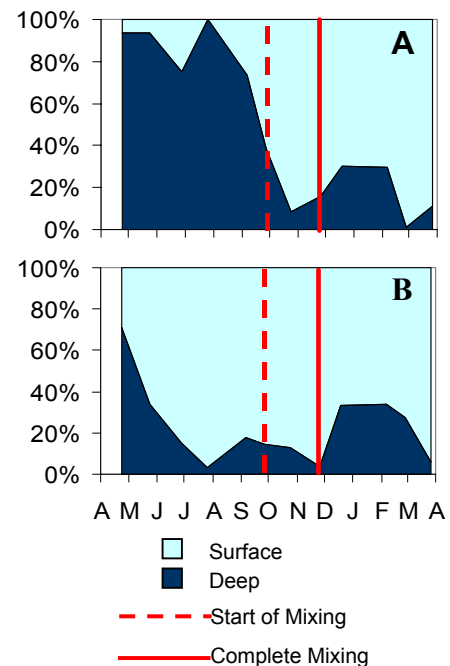 100%
80%
60%
40%
20%
0%
A
100%
80%
60%
40%
20%
0%
B
A M J J A S O N D J F M A
Surface
Deep
Start of Mixing
Complete Mixing